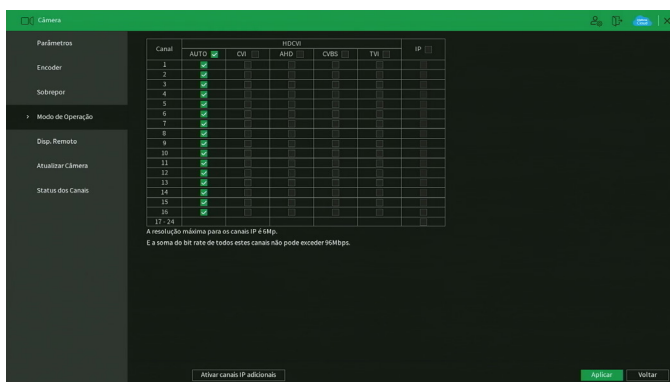 Câmera
Parâmetros
Encoder
Sobrepor
Modo de Operação
Disp. Remoto
Atualizar Câmera
Status dos Canais
Canal HDCVI IP
AUTO CVI AHD CVBS TVI
1
2
3
4
5
6
7
8
9
10
11
12
13
14
15
16
17 - 24
A resolução máxima para os canais IP é 6Mp.
E a soma do bit rate de todos estes canais não pode exceder 96Mbps.
Ativar canais IP adicionais
Aplicar Voltar